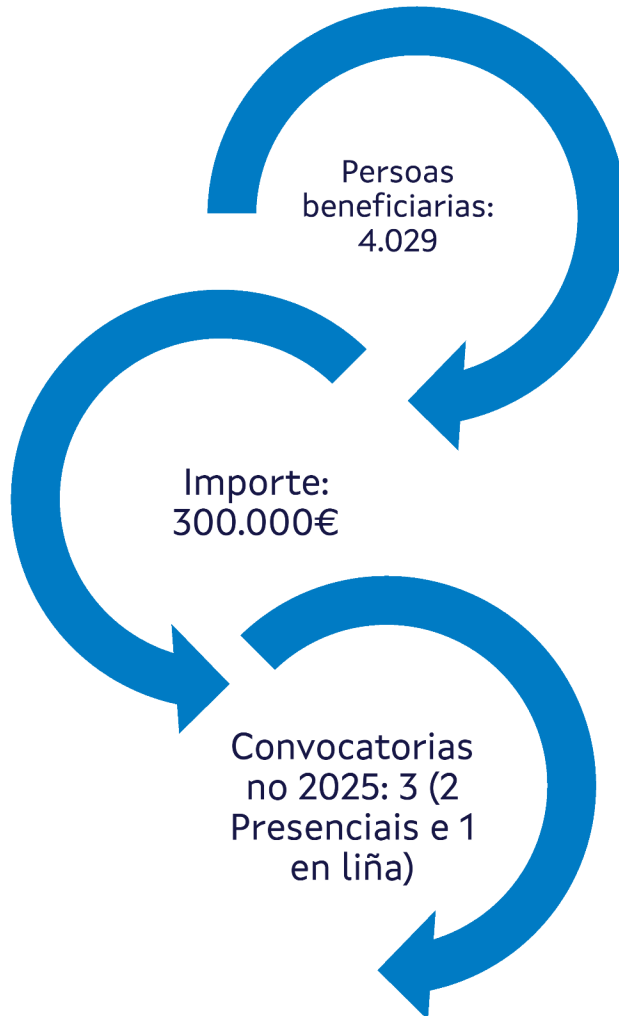 Persoas
beneficiarias:
4.029
Importe:
300.000€
Convocatorias
no 2025: 3 (2
Presenciais e 1
en liña)